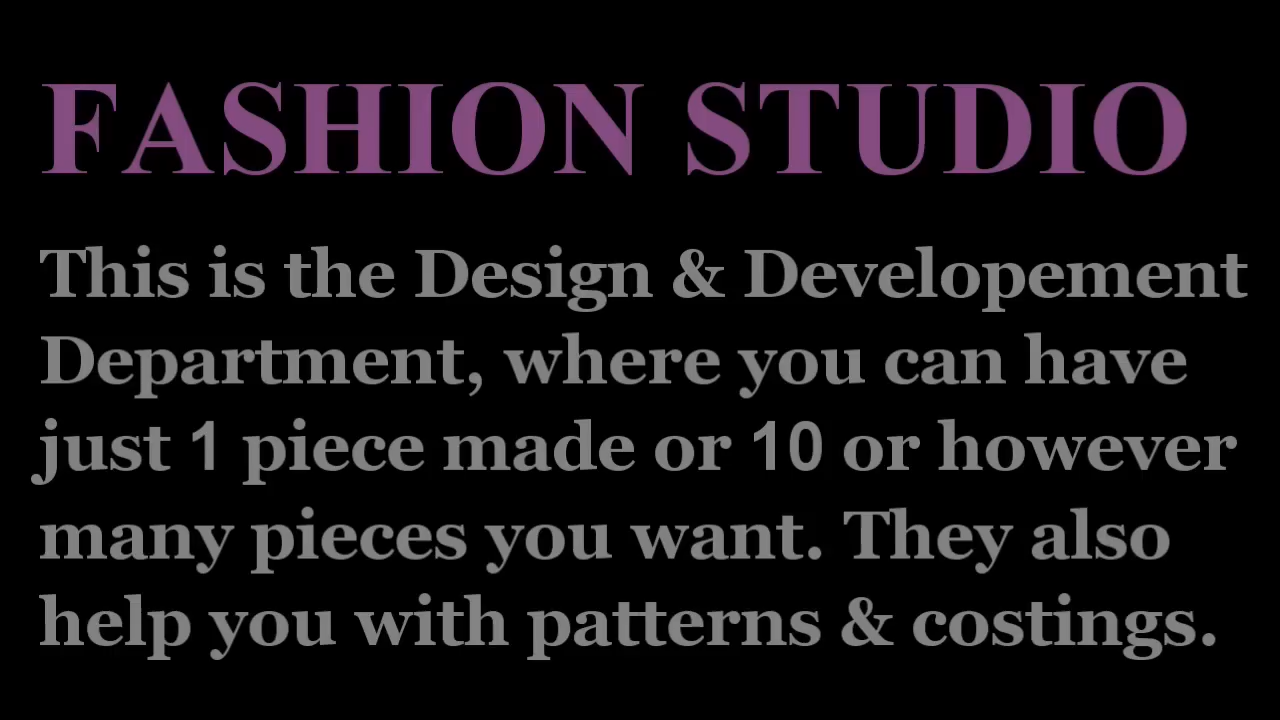 FASHION STUDIO
This is the Design & Developement
Department, where you can have
just 1 piece made or 10 or however
many pieces you want. They also
help you with patterns & costings.